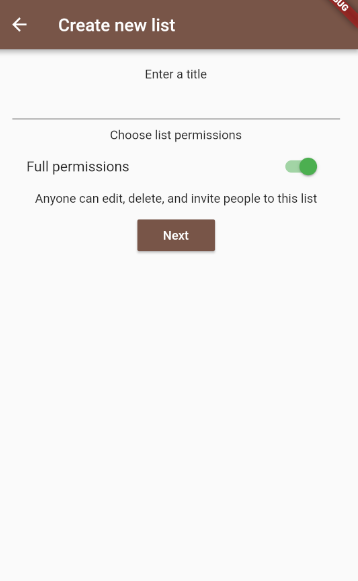 Create new list
Enter a title
Choose list permissions
Full permissions
Anyone can edit, delete, and invite people to this list
Next